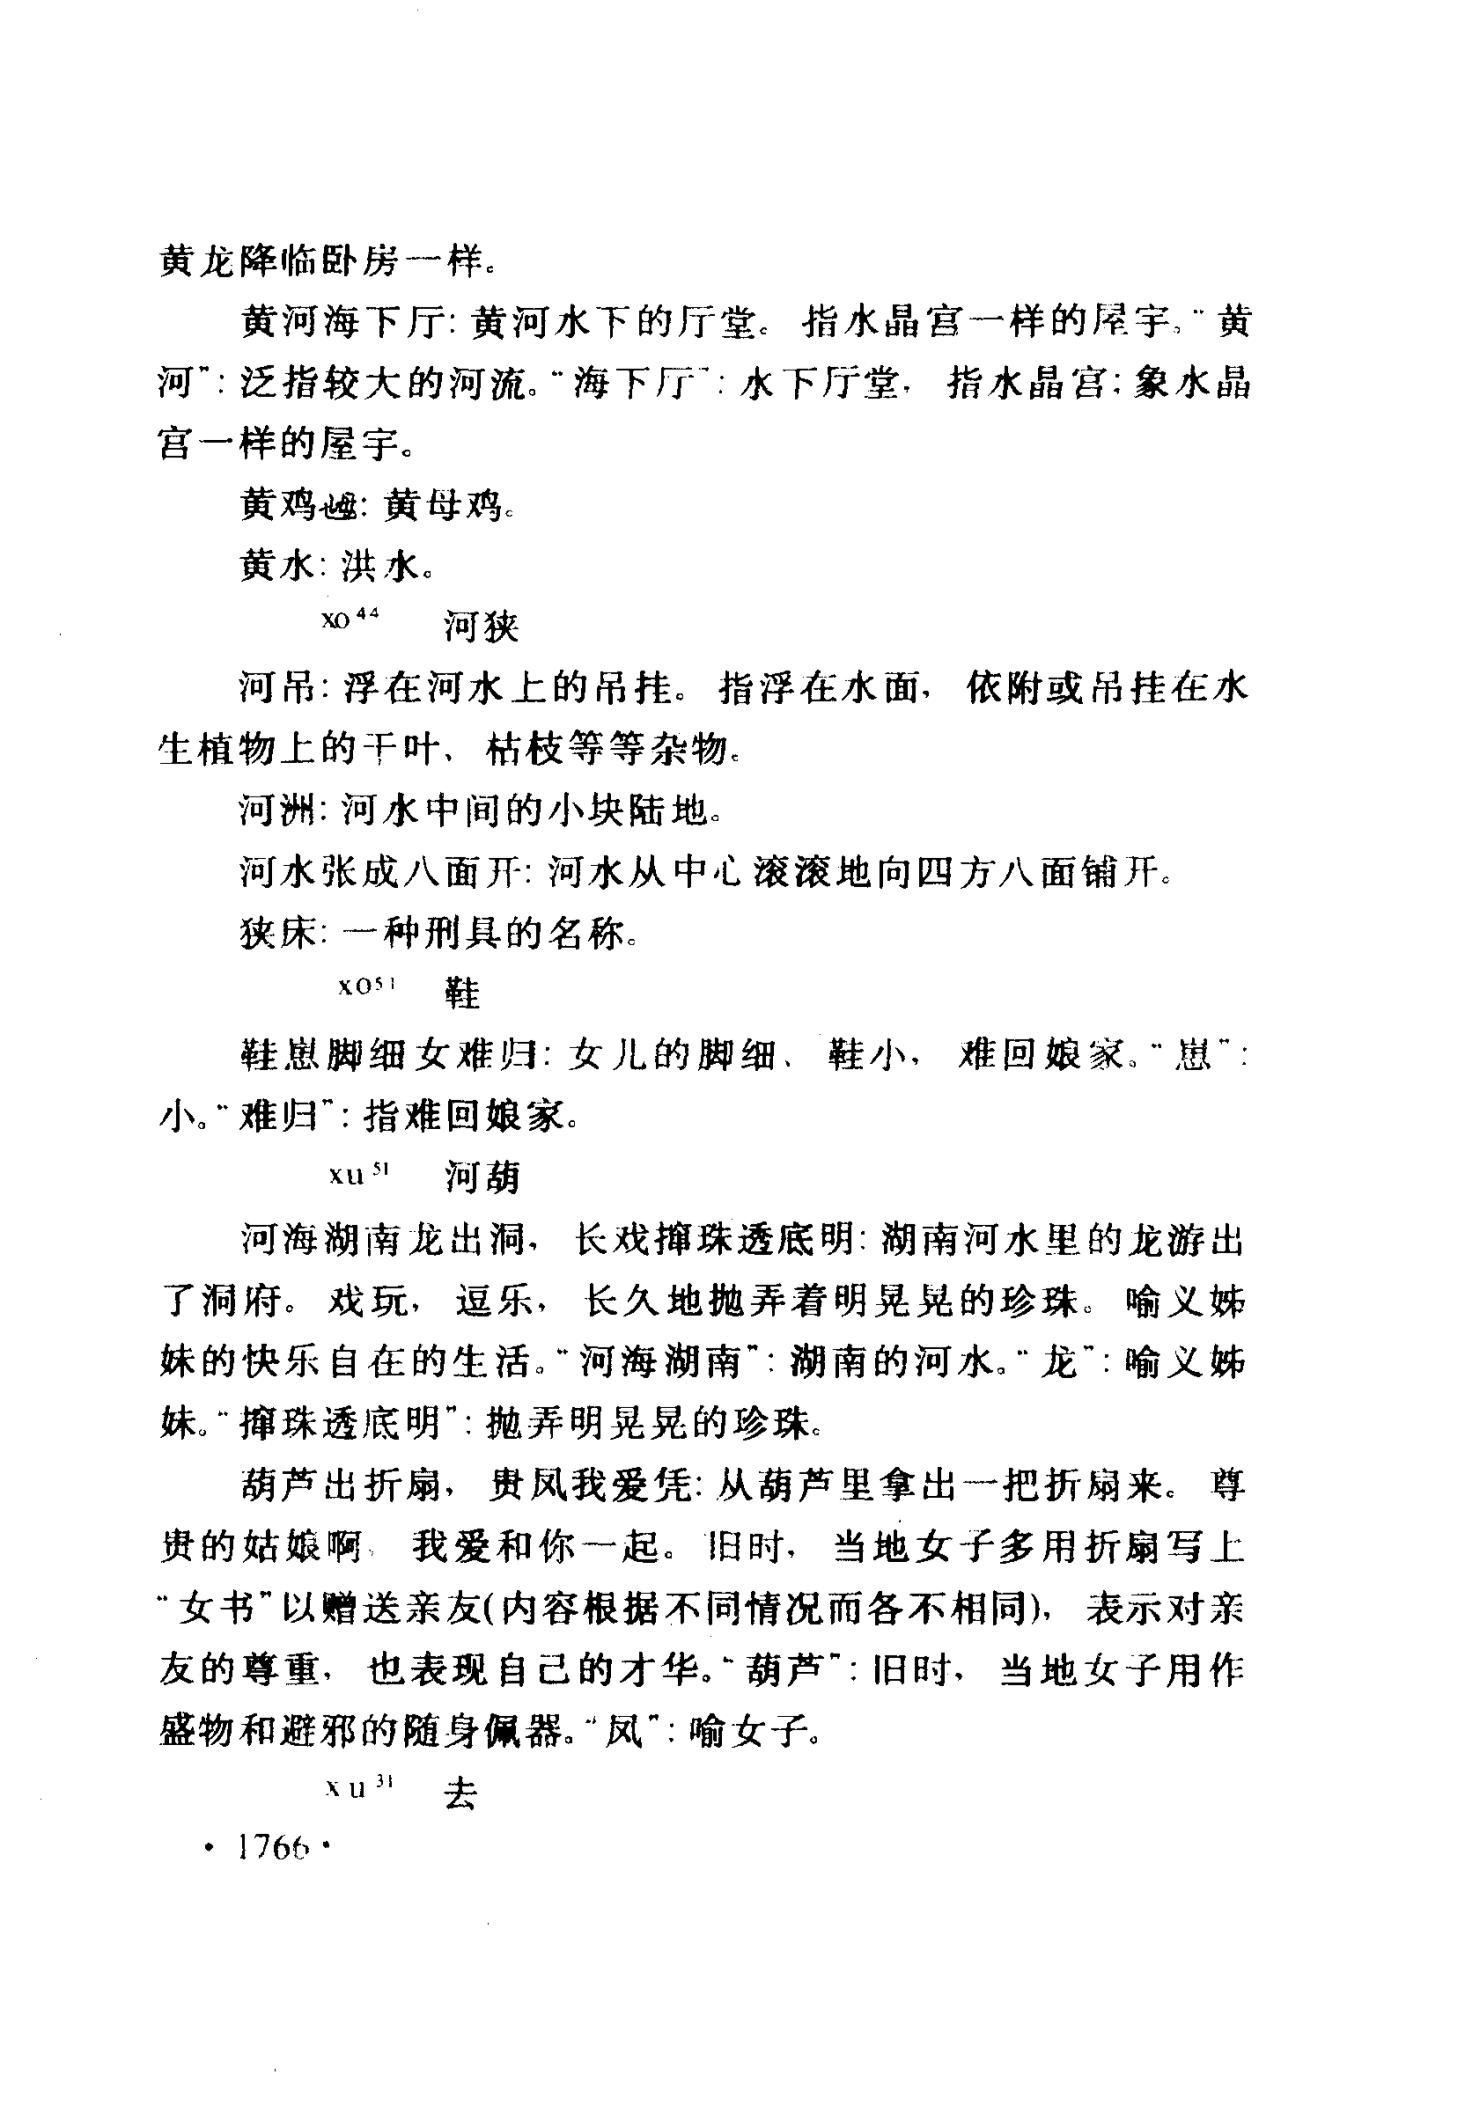 黄龙降临卧房一样。
黄河海下厅：黄河水下的厅堂。指水晶宫一样的屋宇。“黄
河”：泛指较大的河流。“海下厅”：水下厅堂，指水晶宫；象水晶
宫一样的屋宇。
黄鸡：黄母鸡。
黄水：洪水。
xo⁴⁴ 河狭
河吊：浮在河水上的吊挂。指浮在水面，依附或吊挂在水
生植物上的干叶、枯枝等等杂物。
河洲：河水中间的小块陆地。
河水张成八面开：河水从中心滚滚地向四方八面铺开。
狭床：一种刑具的名称。
xo⁵¹ 鞋
鞋崽脚细女难归：女儿的脚细、鞋小，难回娘家。“崽”：
小。“难归”：指难回娘家。
xu⁵¹ 河葫
河海湖南龙出洞，长戏撺珠透底明：湖南河水里的龙游出
了洞府。戏玩，逗乐，长久地抛弄着明晃晃的珍珠。喻义姊
妹的快乐自在的生活。“河海湖南”：湖南的河水。“龙”：喻义姊
妹。“撺珠透底明”：抛弄明晃晃的珍珠。
葫芦出折扇，贵凤我爱凭：从葫芦里拿出一把折扇来。尊
贵的姑娘啊，我爱和你一起。旧时，当地女子多用折扇写上
“女书”以赠送亲友(内容根据不同情况而各不相同)，表示对亲
友的尊重，也表现自己的才华。“葫芦”：旧时，当地女子用作
盛物和避邪的随身佩器。“凤”：喻女子。
xu³¹ 去
·1766·